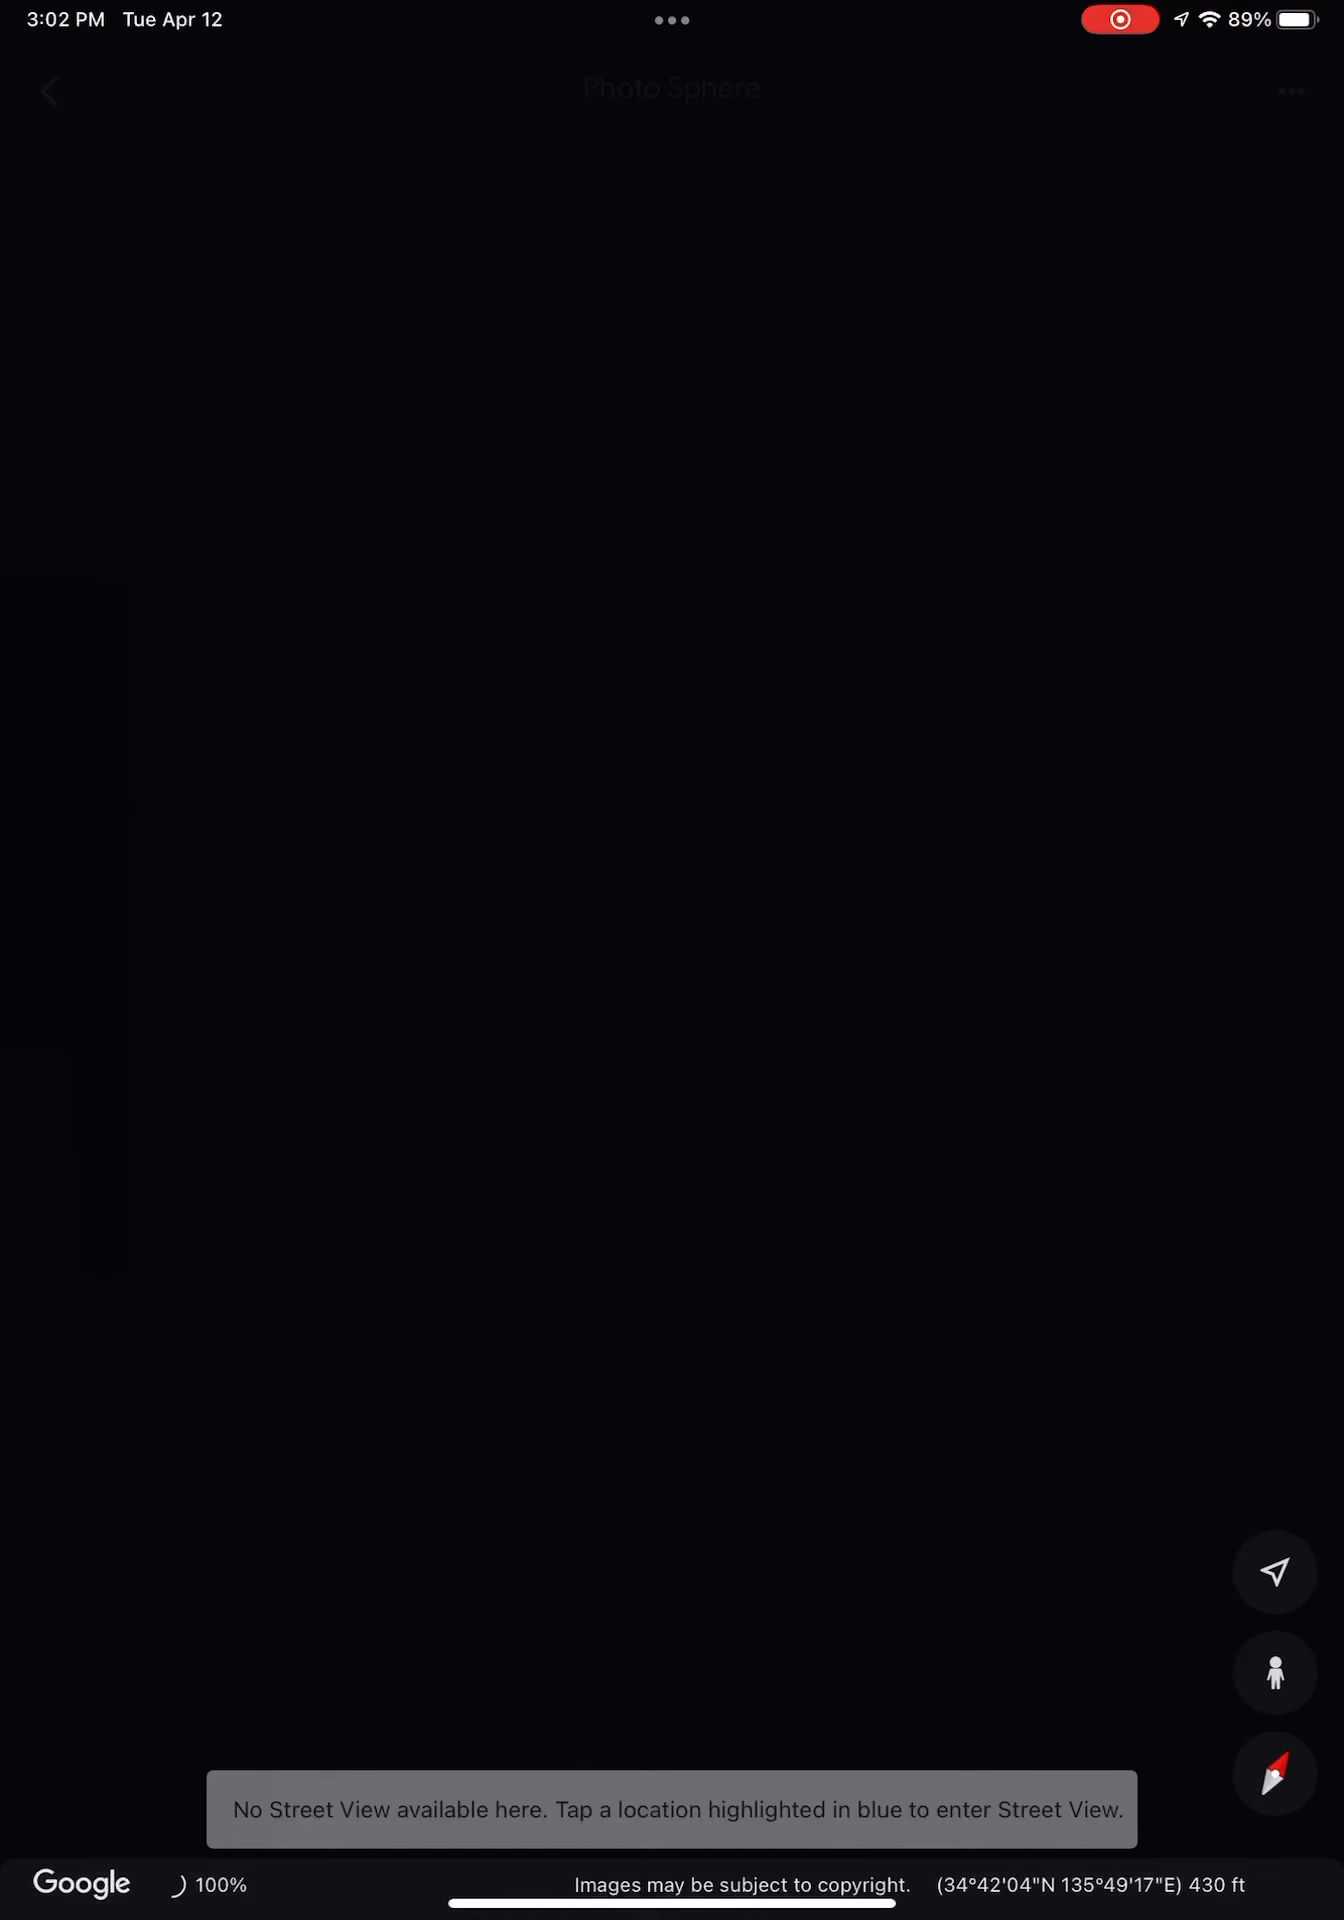 3:02 PM Tue Apr 12
89%
Photo Sphere
No Street View available here. Tap a location highlighted in blue to enter Street View.
Google 100% Images may be subject to copyright. (34°42'04"N 135°49'17"E) 430 ft